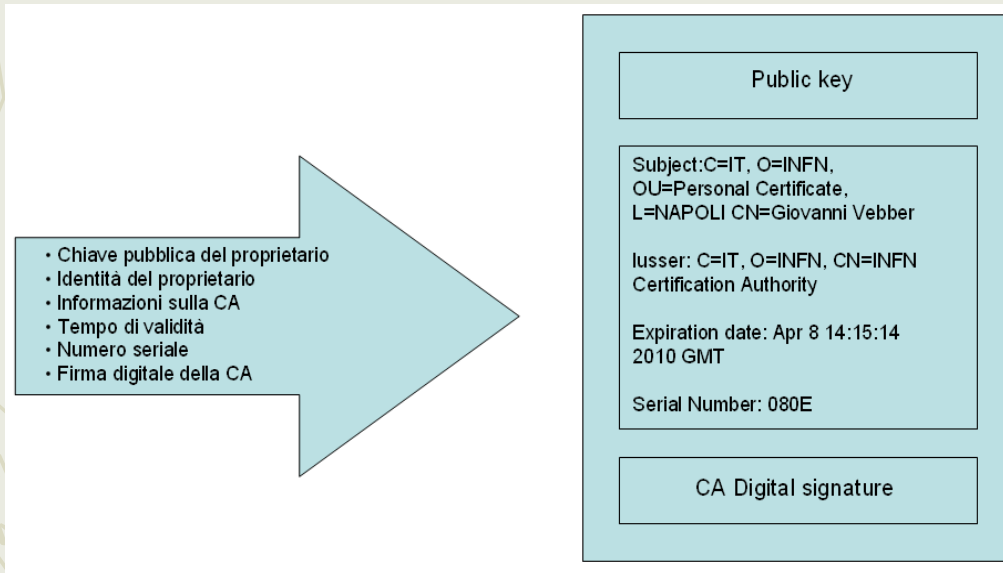 • Chiave pubblica del proprietario
• Identità del proprietario
• Informazioni sulla CA
• Tempo di validità
• Numero seriale
• Firma digitale della CA
Public key
Subject:C=IT, O=INFN,
OU=Personal Certificate,
L=NAPOLI CN=Giovanni Vebber
Iusser: C=IT, O=INFN, CN=INFN
Certification Authority
Expiration date: Apr 8 14:15:14
2010 GMT
Serial Number: 080E
CA Digital signature